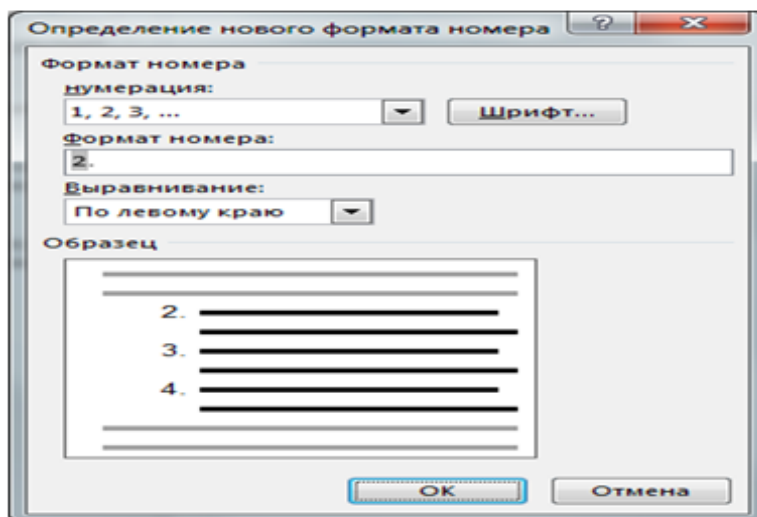 Определение нового формата номера
Формат номера
нумерация:
1, 2, 3, ...
Шрифт...
Формат номера:
2.
Выравнивание:
По левому краю
Образец
2.
3.
4.
ОК
Отмена